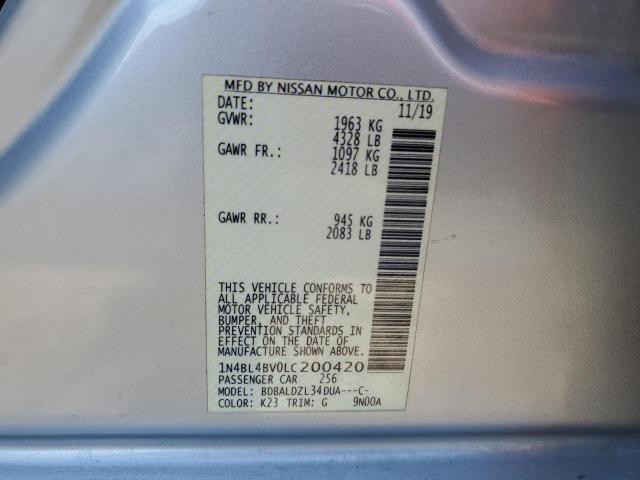 MFD BY NISSAN MOTOR CO., LTD.
DATE: 11/19
GVWR: 1963 KG
4328 LB
GAWR FR.: 1097 KG
2418 LB
GAWR RR.: 945 KG
2083 LB
THIS VEHICLE CONFORMS TO
ALL APPLICABLE FEDERAL
MOTOR VEHICLE SAFETY,
BUMPER, AND THEFT
PREVENTION STANDARDS IN
EFFECT ON THE DATE OF
MANUFACTURE SHOWN ABOVE.
1N4BL4BV0LC200420
PASSENGER CAR 256
MODEL: BDBALDZL34DUA---C-
COLOR: K23 TRIM: G 9N00A